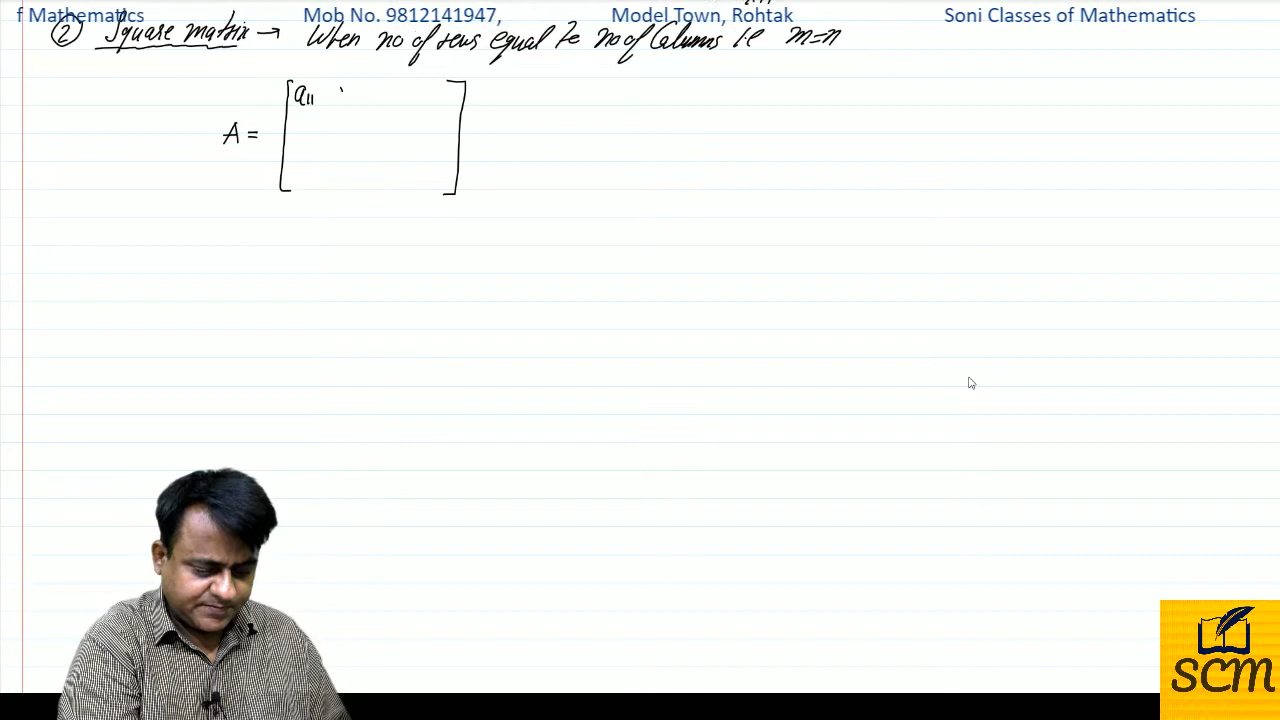 f Mathematics Mob No. 9812141947, Model Town, Rohtak Soni Classes of Mathematics
② Square matrix → When no of rows equal to no of Columns i.e m=n
a₁₁
A =
SCM